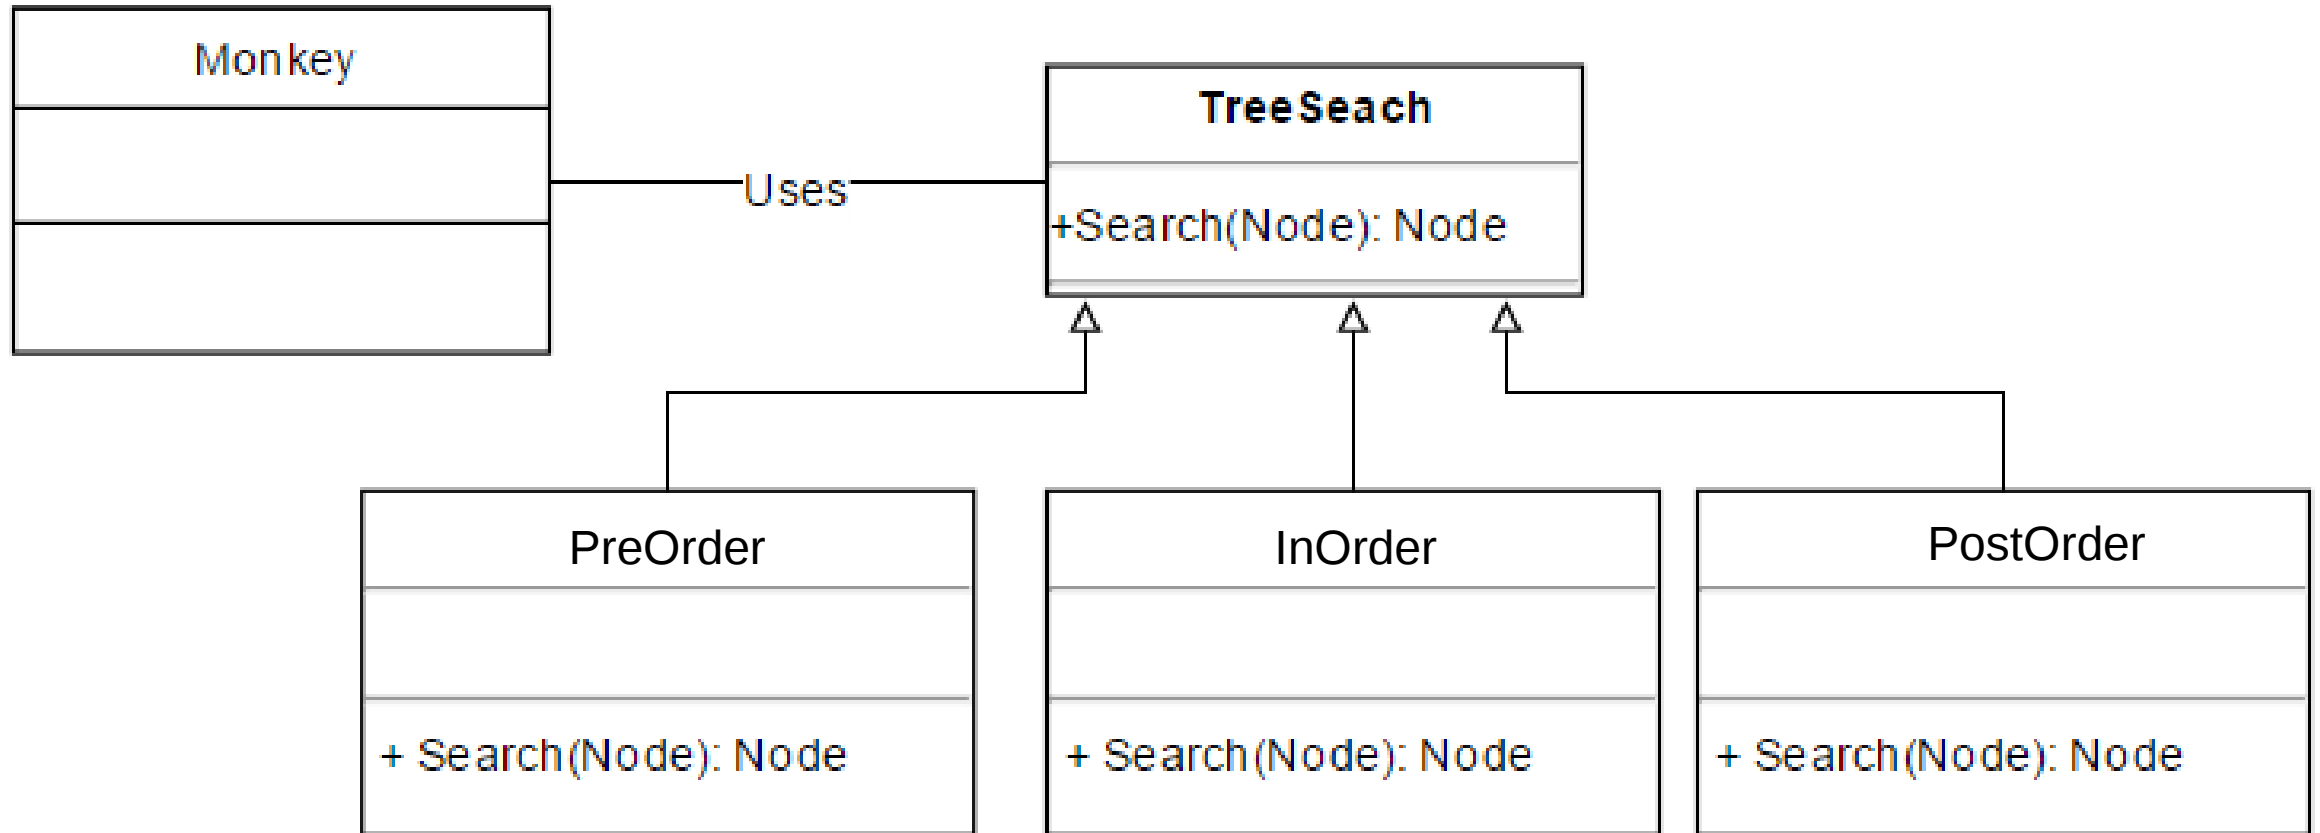 Monkey
TreeSeach
Uses
+Search(Node): Node
PreOrder
InOrder
PostOrder
+ Search(Node): Node
+ Search(Node): Node
+ Search(Node): Node